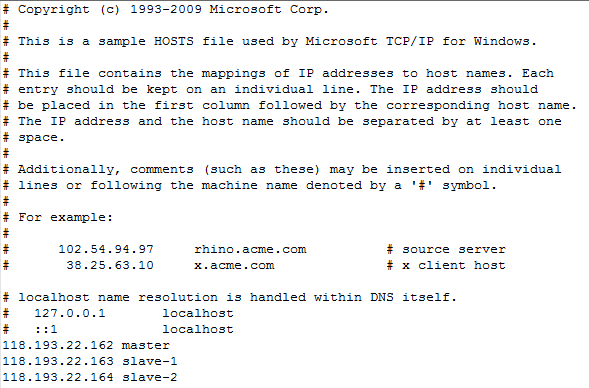 # Copyright (c) 1993-2009 Microsoft Corp.
#
# This is a sample HOSTS file used by Microsoft TCP/IP for Windows.
#
# This file contains the mappings of IP addresses to host names. Each
# entry should be kept on an individual line. The IP address should
# be placed in the first column followed by the corresponding host name.
# The IP address and the host name should be separated by at least one
# space.
#
# Additionally, comments (such as these) may be inserted on individual
# lines or following the machine name denoted by a '#' symbol.
#
# For example:
#
#      102.54.94.97     rhino.acme.com          # source server
#       38.25.63.10     x.acme.com              # x client host

# localhost name resolution is handled within DNS itself.
#   127.0.0.1       localhost
#   ::1             localhost
118.193.22.162 master
118.193.22.163 slave-1
118.193.22.164 slave-2